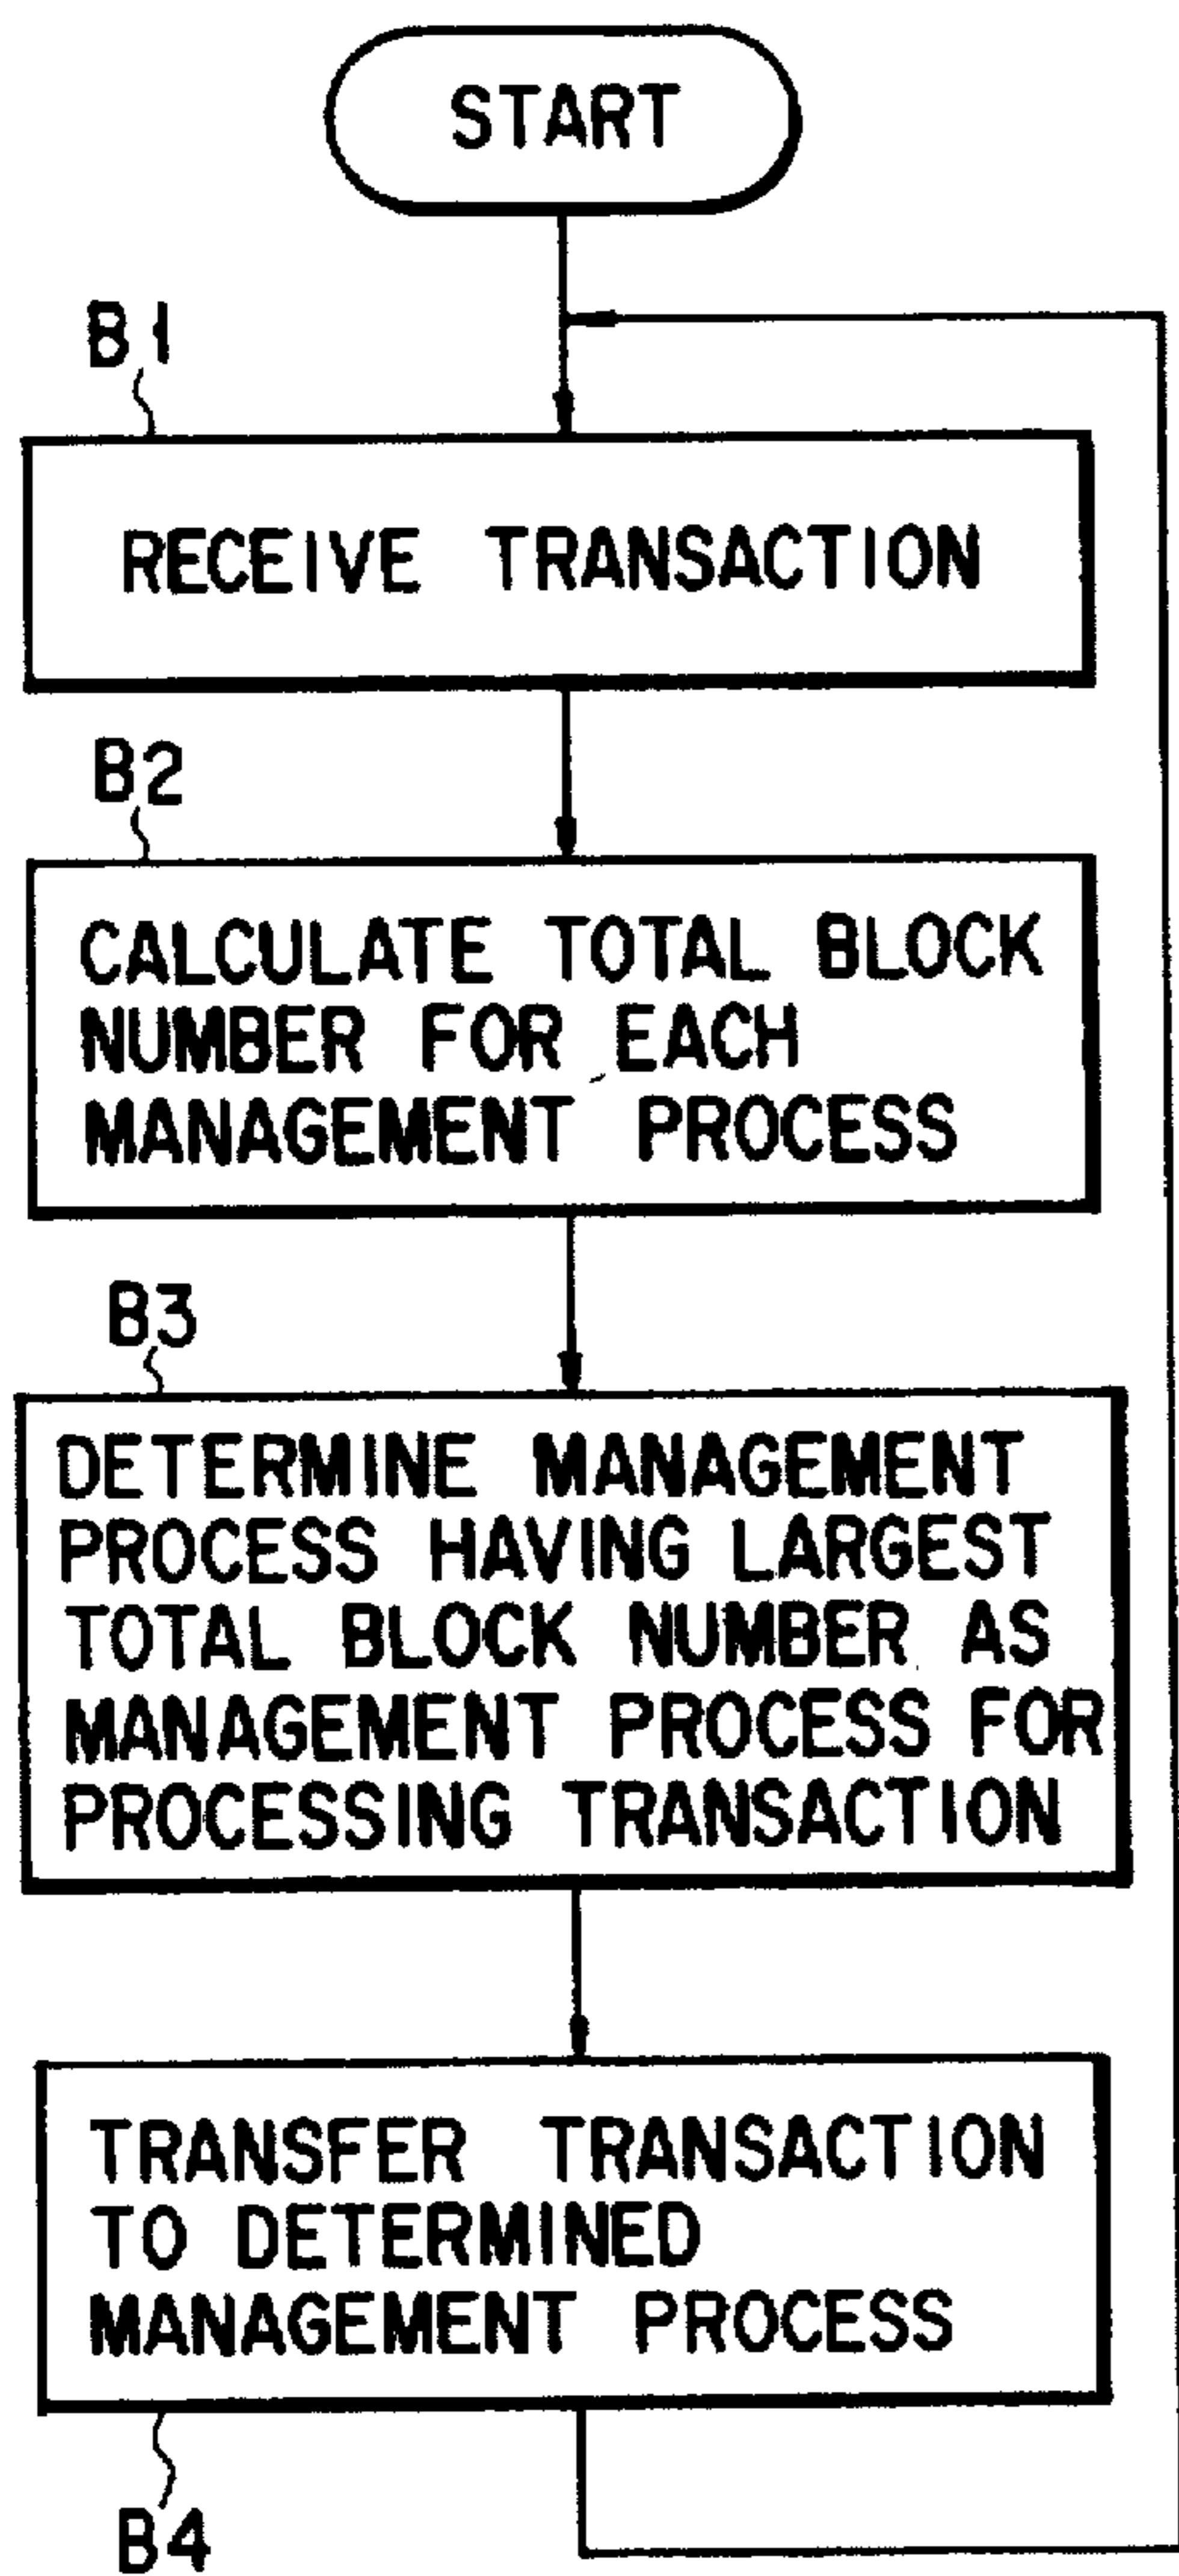 START
B1
RECEIVE TRANSACTION
B2
CALCULATE TOTAL BLOCK
NUMBER FOR EACH
MANAGEMENT PROCESS
B3
DETERMINE MANAGEMENT
PROCESS HAVING LARGEST
TOTAL BLOCK NUMBER AS
MANAGEMENT PROCESS FOR
PROCESSING TRANSACTION
TRANSFER TRANSACTION
TO DETERMINED
MANAGEMENT PROCESS
B4